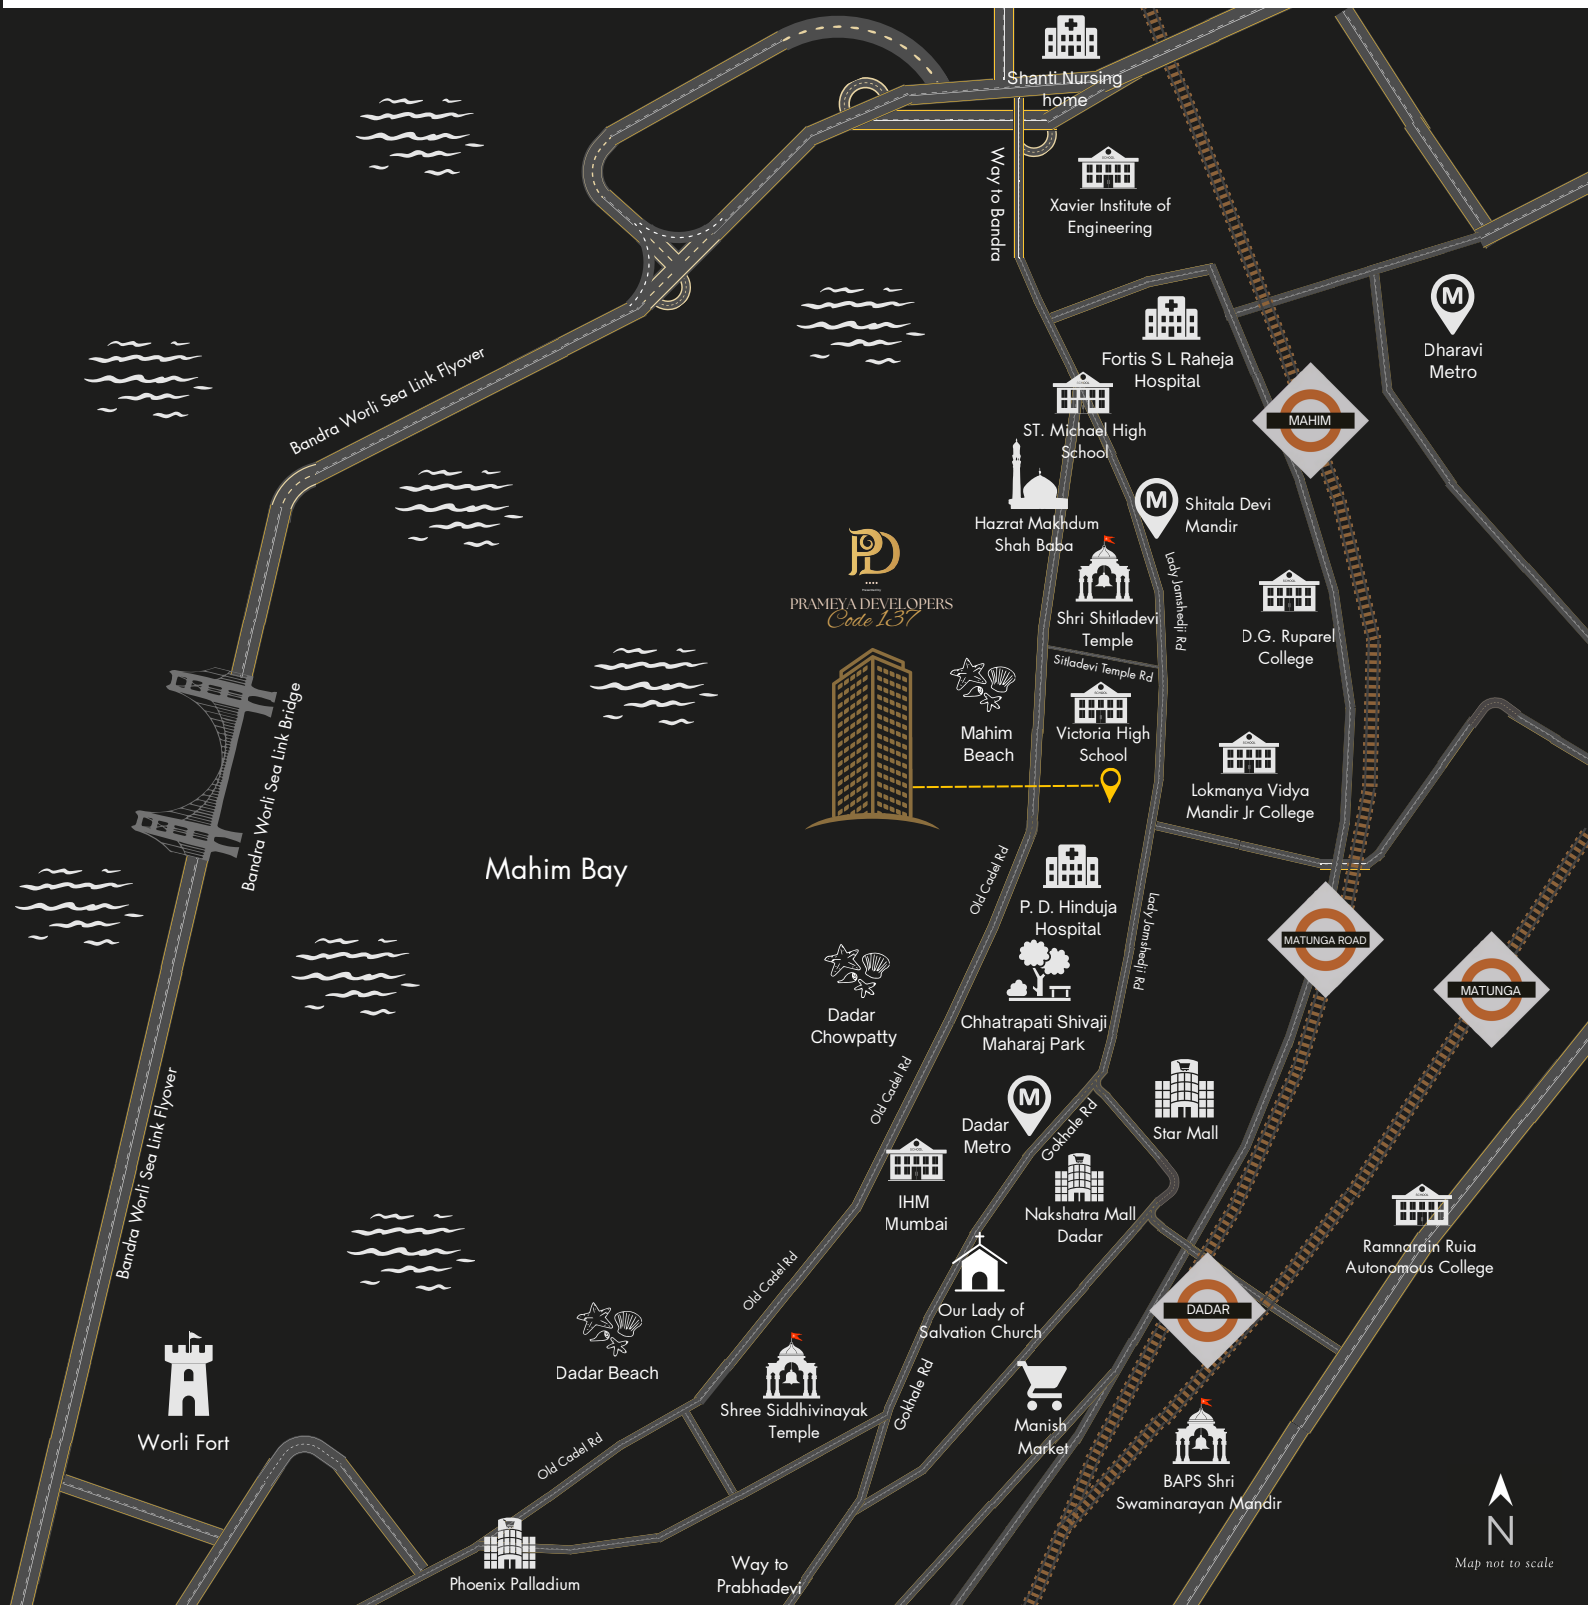 Shanti Nursing
home
Way to Bandra
Xavier Institute of
Engineering
Dharavi
Metro
Fortis S L Raheja
Hospital
Bandra Worli Sea Link Flyover
MAHIM
ST. Michael High
School
M
M
Shitala Devi
Mandir
Hazrat Makhdum
Shah Baba
PD
PRAMEYA DEVELOPERS
Code 137
Lady Jamshedji Rd
Shri Shitladevi
Temple
D.G. Ruparel
College
Sitladevi Temple Rd
Mahim
Beach
Victoria High
School
Bandra Worli Sea Link Bridge
Lokmanya Vidya
Mandir Jr College
Mahim Bay
Old Cadel Rd
P. D. Hinduja
Hospital
Lady Jamshedji Rd
MATUNGA ROAD
MATUNGA
Dadar
Chowpatty
Chhatrapati Shivaji
Maharaj Park
Old Cadel Rd
M
Dadar
Metro
Gokhale Rd
Star Mall
Bandra Worli Sea Link Flyover
IHM
Mumbai
Nakshatra Mall
Dadar
Ramnarain Ruia
Autonomous College
Old Cadel Rd
Our Lady of
Salvation Church
DADAR
Dadar Beach
Shree Siddhivinayak
Temple
Gokhale Rd
Manish
Market
Worli Fort
Old Cadel Rd
BAPS Shri
Swaminarayan Mandir
Phoenix Palladium
Way to
Prabhadevi
N
Map not to scale